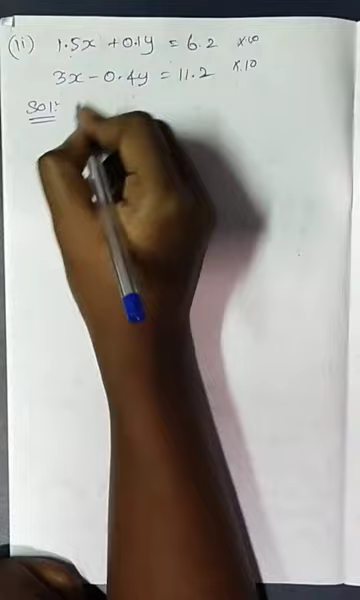 (ii) 1.5x + 0.1y = 6.2 x10
3x - 0.4y = 11.2 x10
Sol: